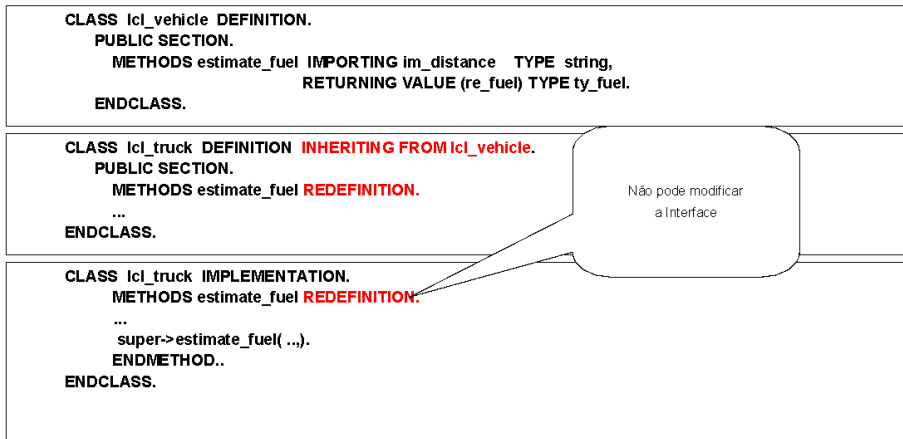 CLASS lcl_vehicle DEFINITION.
PUBLIC SECTION.
METHODS estimate_fuel IMPORTING im_distance TYPE string,
RETURNING VALUE (re_fuel) TYPE ty_fuel.
ENDCLASS.
CLASS lcl_truck DEFINITION INHERITING FROM lcl_vehicle.
PUBLIC SECTION.
METHODS estimate_fuel REDEFINITION.
...
ENDCLASS.
Não pode modificar
a Interface
CLASS lcl_truck IMPLEMENTATION.
METHODS estimate_fuel REDEFINITION.
...
super->estimate_fuel( ..,).
ENDMETHOD..
ENDCLASS.